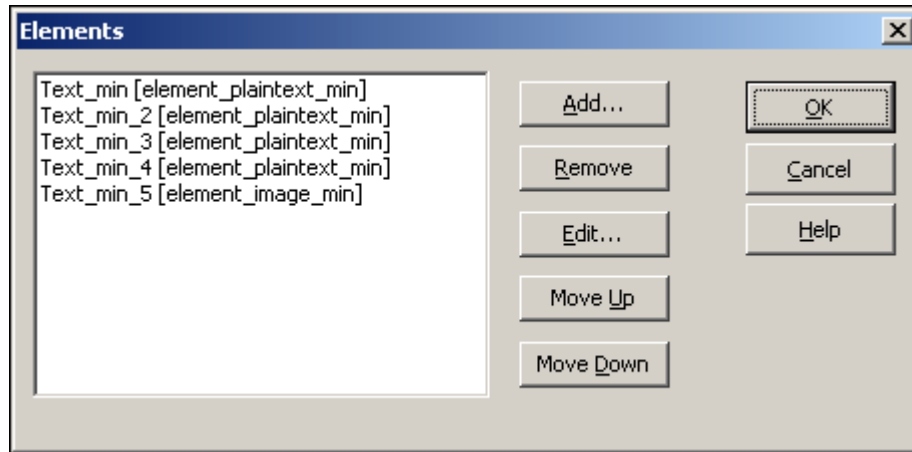 Elements
Text_min [element_plaintext_min]
Text_min_2 [element_plaintext_min]
Text_min_3 [element_plaintext_min]
Text_min_4 [element_plaintext_min]
Text_min_5 [element_image_min]
Add...
Remove
Edit...
Move Up
Move Down
OK
Cancel
Help